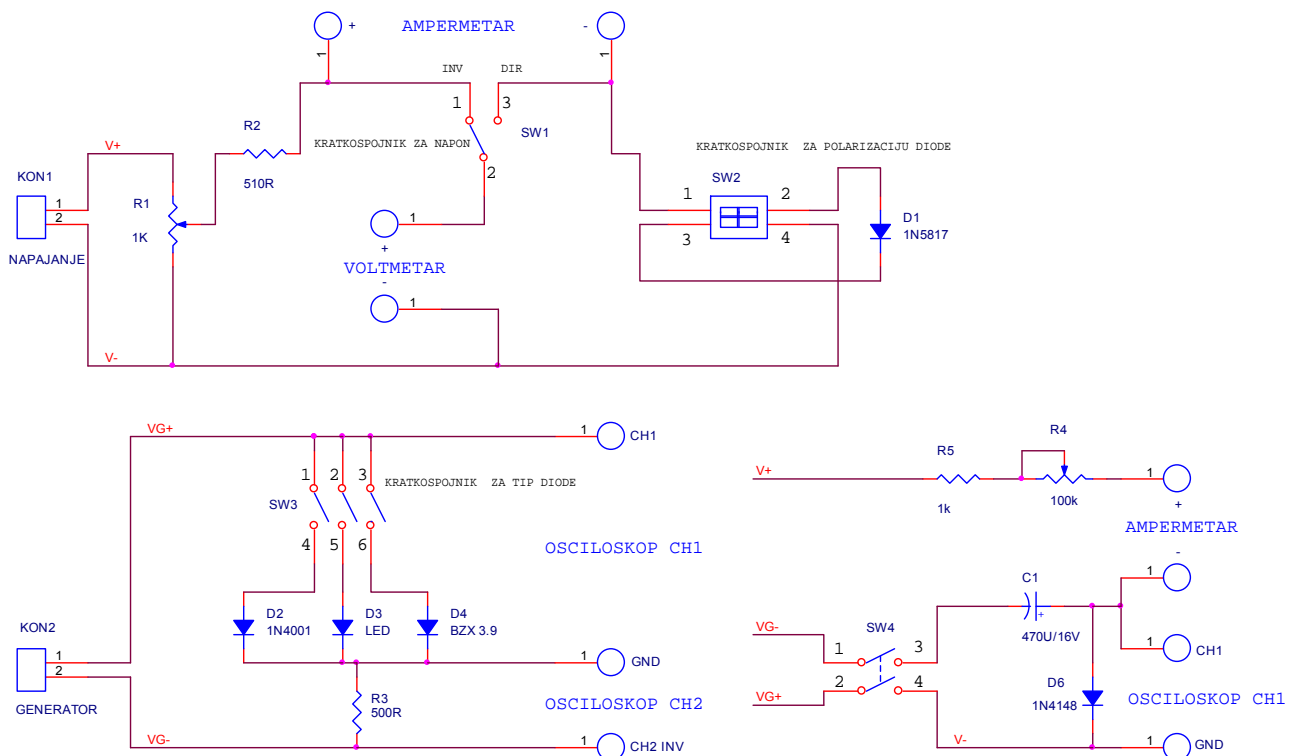 + AMPERMETAR -
1 1
INV DIR
1 3
R2 SW1
KRATKOSPOJNIK ZA NAPON
KRATKOSPOJNIK ZA POLARIZACIJU DIODE
V+
2
510R
SW2
KON1
1
2
R1
1K
1 2
3 4
D1
1N5817
1
+
NAPAJANJE
VOLTMETAR
-
1
V-
VG+
1 CH1
1 2 3
KRATKOSPOJNIK ZA TIP DIODE
SW3
4 5 6
OSCILOSKOP CH1
D2
1N4001
D3
LED
D4
BZX 3.9
KON2
1
2
1 GND
GENERATOR
R3
500R
OSCILOSKOP CH2
VG-
1 CH2 INV
V+
R5
1k
R4
100k
1
+
AMPERMETAR
-
1
C1
+
470U/16V
VG-
SW4
1 3
2 4
VG+
1 CH1
D6
1N4148
OSCILOSKOP CH1
V-
1 GND